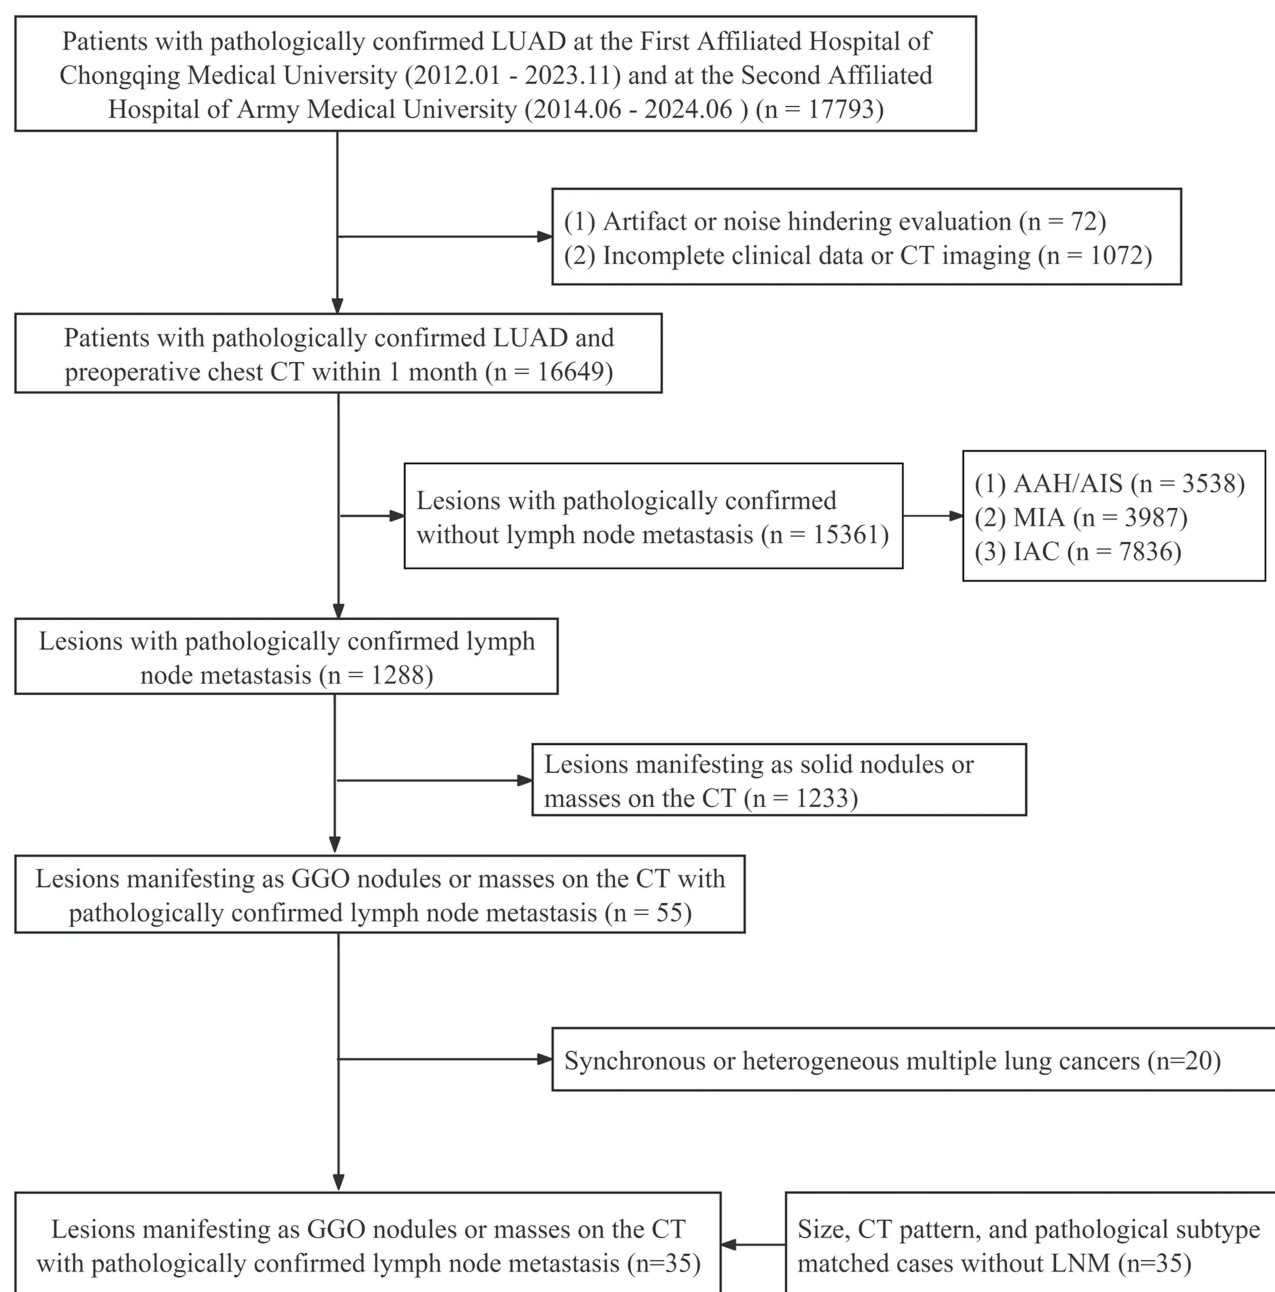 Patients with pathologically confirmed LUAD at the First Affiliated Hospital of
Chongqing Medical University (2012.01 - 2023.11) and at the Second Affiliated
Hospital of Army Medical University (2014.06 - 2024.06 ) (n = 17793)
(1) Artifact or noise hindering evaluation (n = 72)
(2) Incomplete clinical data or CT imaging (n = 1072)
Patients with pathologically confirmed LUAD and
preoperative chest CT within 1 month (n = 16649)
Lesions with pathologically confirmed
without lymph node metastasis (n = 15361)
(1) AAH/AIS (n = 3538)
(2) MIA (n = 3987)
(3) IAC (n = 7836)
Lesions with pathologically confirmed lymph
node metastasis (n = 1288)
Lesions manifesting as solid nodules or
masses on the CT (n = 1233)
Lesions manifesting as GGO nodules or masses on the CT with
pathologically confirmed lymph node metastasis (n = 55)
Synchronous or heterogeneous multiple lung cancers (n=20)
Lesions manifesting as GGO nodules or masses on the CT
with pathologically confirmed lymph node metastasis (n=35)
Size, CT pattern, and pathological subtype
matched cases without LNM (n=35)